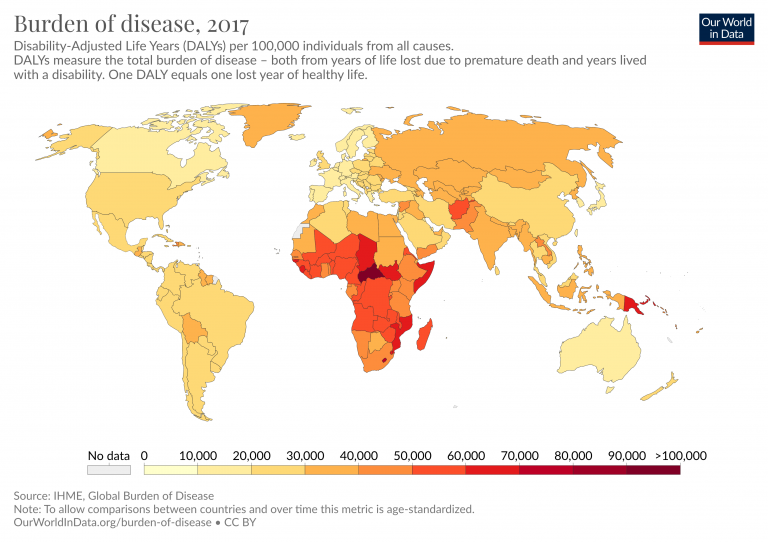 Burden of disease, 2017
Our World
in Data
Disability-Adjusted Life Years (DALYs) per 100,000 individuals from all causes.
DALYs measure the total burden of disease – both from years of life lost due to premature death and years lived
with a disability. One DALY equals one lost year of healthy life.
No data 0 10,000 20,000 30,000 40,000 50,000 60,000 70,000 80,000 90,000 >100,000
Source: IHME, Global Burden of Disease
Note: To allow comparisons between countries and over time this metric is age-standardized.
OurWorldInData.org/burden-of-disease • CC BY